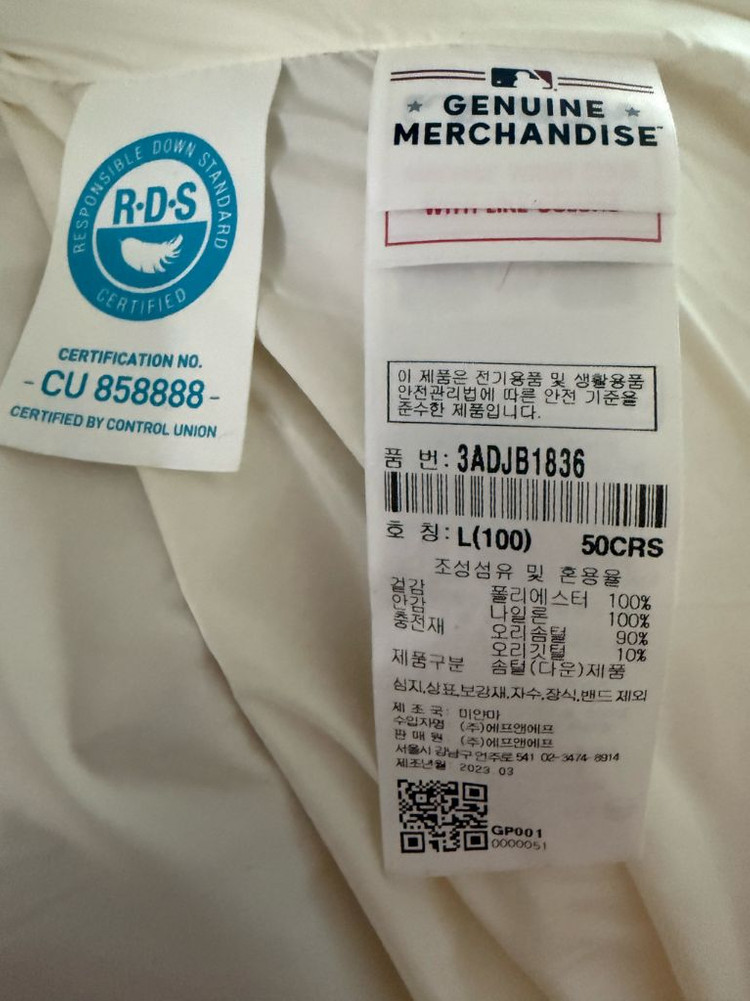 RESPONSIBLE DOWN STANDARD
R·D·S
CERTIFIED
CERTIFICATION NO.
- CU 858888 -
CERTIFIED BY CONTROL UNION
GENUINE
MERCHANDISE™
WITH LIKE COLORS
이 제품은 전기용품 및 생활용품
안전관리법에 따른 안전 기준을
준수한 제품입니다.
품 번: 3ADJB1836
호 칭: L(100) 50CRS
조성섬유 및 혼용율
겉감 폴리에스터 100%
안감 나일론 100%
충전재 오리솜털 90%
오리깃털 10%
제품구분 솜털(다운)제품
심지,상표,보강재,자수,장식,밴드 제외
제 조 국: 미얀마
수입자명 (주)에프앤에프
판 매 원 (주)에프앤에프
서울시 강남구 언주로 541 02-3474-8914
제조년월 2023 03
GP001
0000051